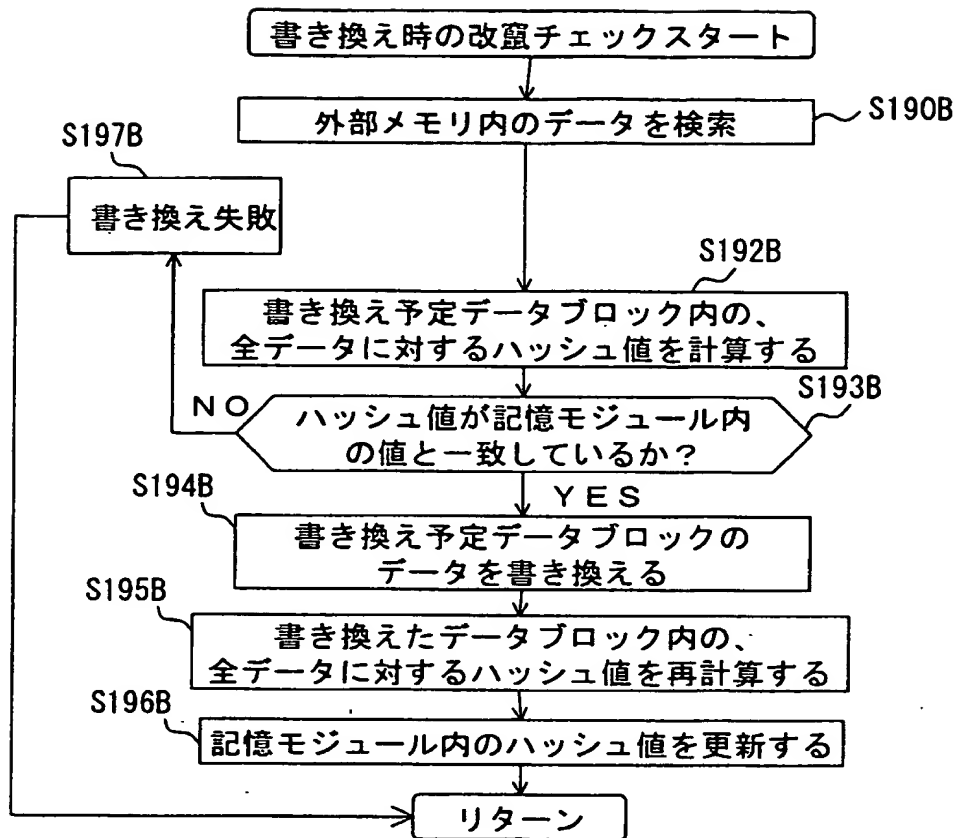 書き換え時の改竄チェックスタート
外部メモリ内のデータを検索
S190B
S197B
書き換え失敗
S192B
書き換え予定データブロック内の、
全データに対するハッシュ値を計算する
S193B
NO
ハッシュ値が記憶モジュール内
の値と一致しているか？
YES
S194B
書き換え予定データブロックの
データを書き換える
S195B
書き換えたデータブロック内の、
全データに対するハッシュ値を再計算する
S196B
記憶モジュール内のハッシュ値を更新する
リターン